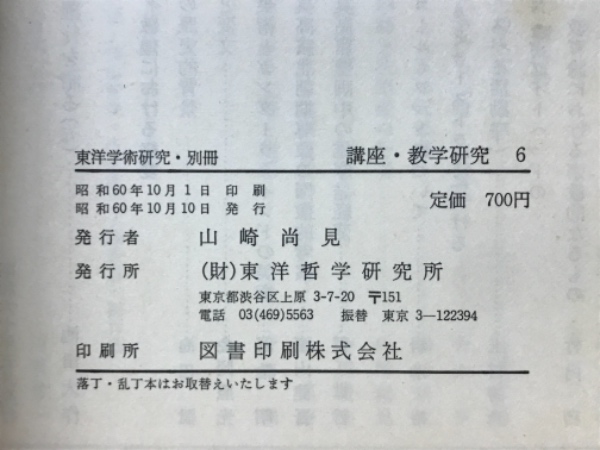 東洋学術研究・別冊 講座・教学研究 6
昭和60年10月1日 印刷
昭和60年10月10日 発行
定価 700円
発行者 山崎尚見
発行所 (財)東洋哲学研究所
東京都渋谷区上原 3-7-20 〒151
電話 03(469)5563 振替 東京 3—122394
印刷所 図書印刷株式会社
落丁・乱丁本はお取替えいたします